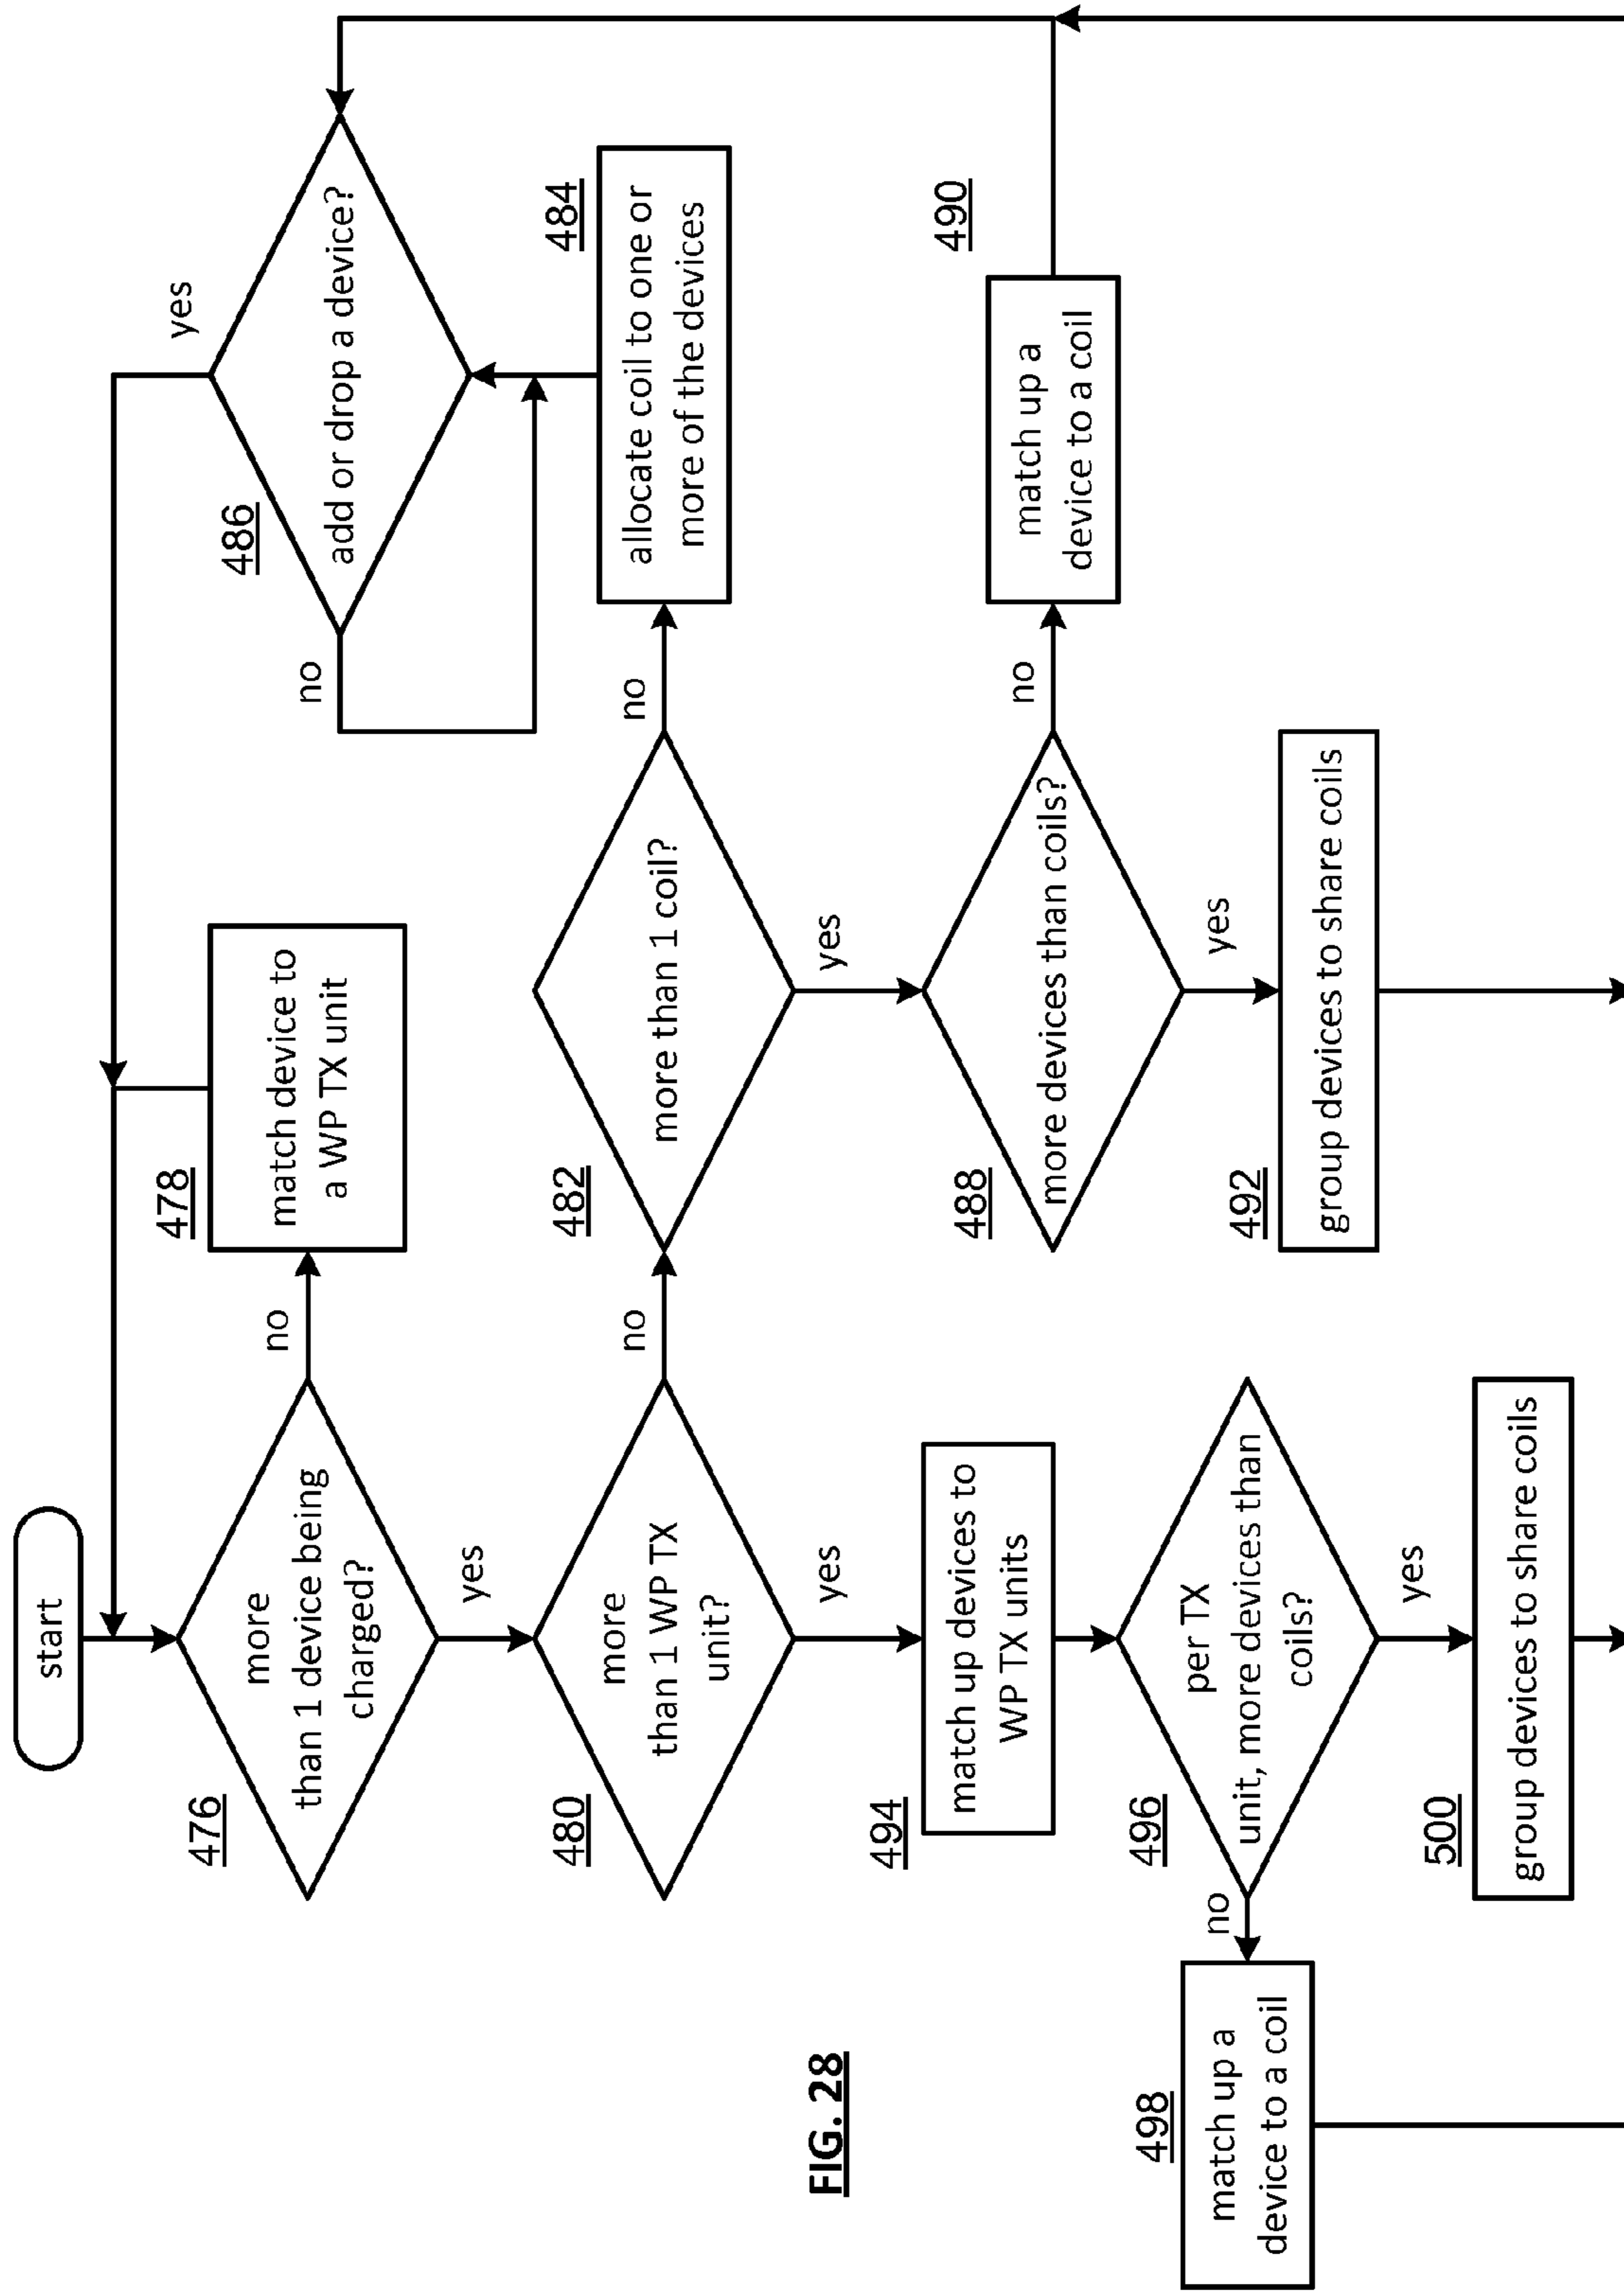 start
476
more
than 1 device being
charged?
no
478
match device to
a WP TX unit
yes
480
more
than 1 WP TX
unit?
no
482
more than 1 coil?
no
484
allocate coil to one or
more of the devices
486
add or drop a device?
yes
no
yes
488
more devices than coils?
no
490
match up a
device to a coil
yes
492
group devices to share coils
yes
494
match up devices to
WP TX units
496
per TX
unit, more devices than
coils?
no
498
match up a
device to a coil
yes
500
group devices to share coils
FIG. 28